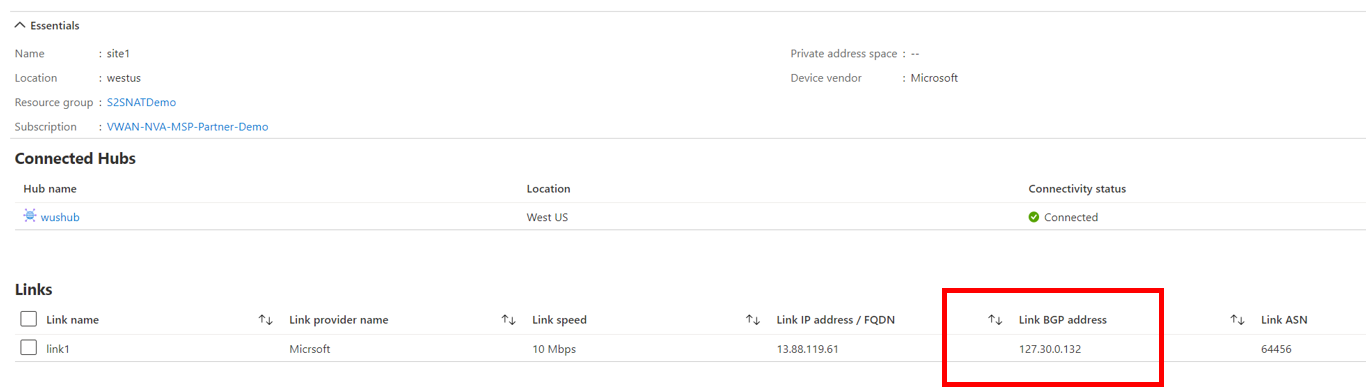 Essentials
Name : site1 Private address space : --
Location : westus Device vendor : Microsoft
Resource group : S2SNATDemo
Subscription : VWAN-NVA-MSP-Partner-Demo
Connected Hubs
Hub name Location Connectivity status
wushub West US Connected
Links
Link name Link provider name Link speed Link IP address / FQDN Link BGP address Link ASN
link1 Micrsoft 10 Mbps 13.88.119.61 127.30.0.132 64456